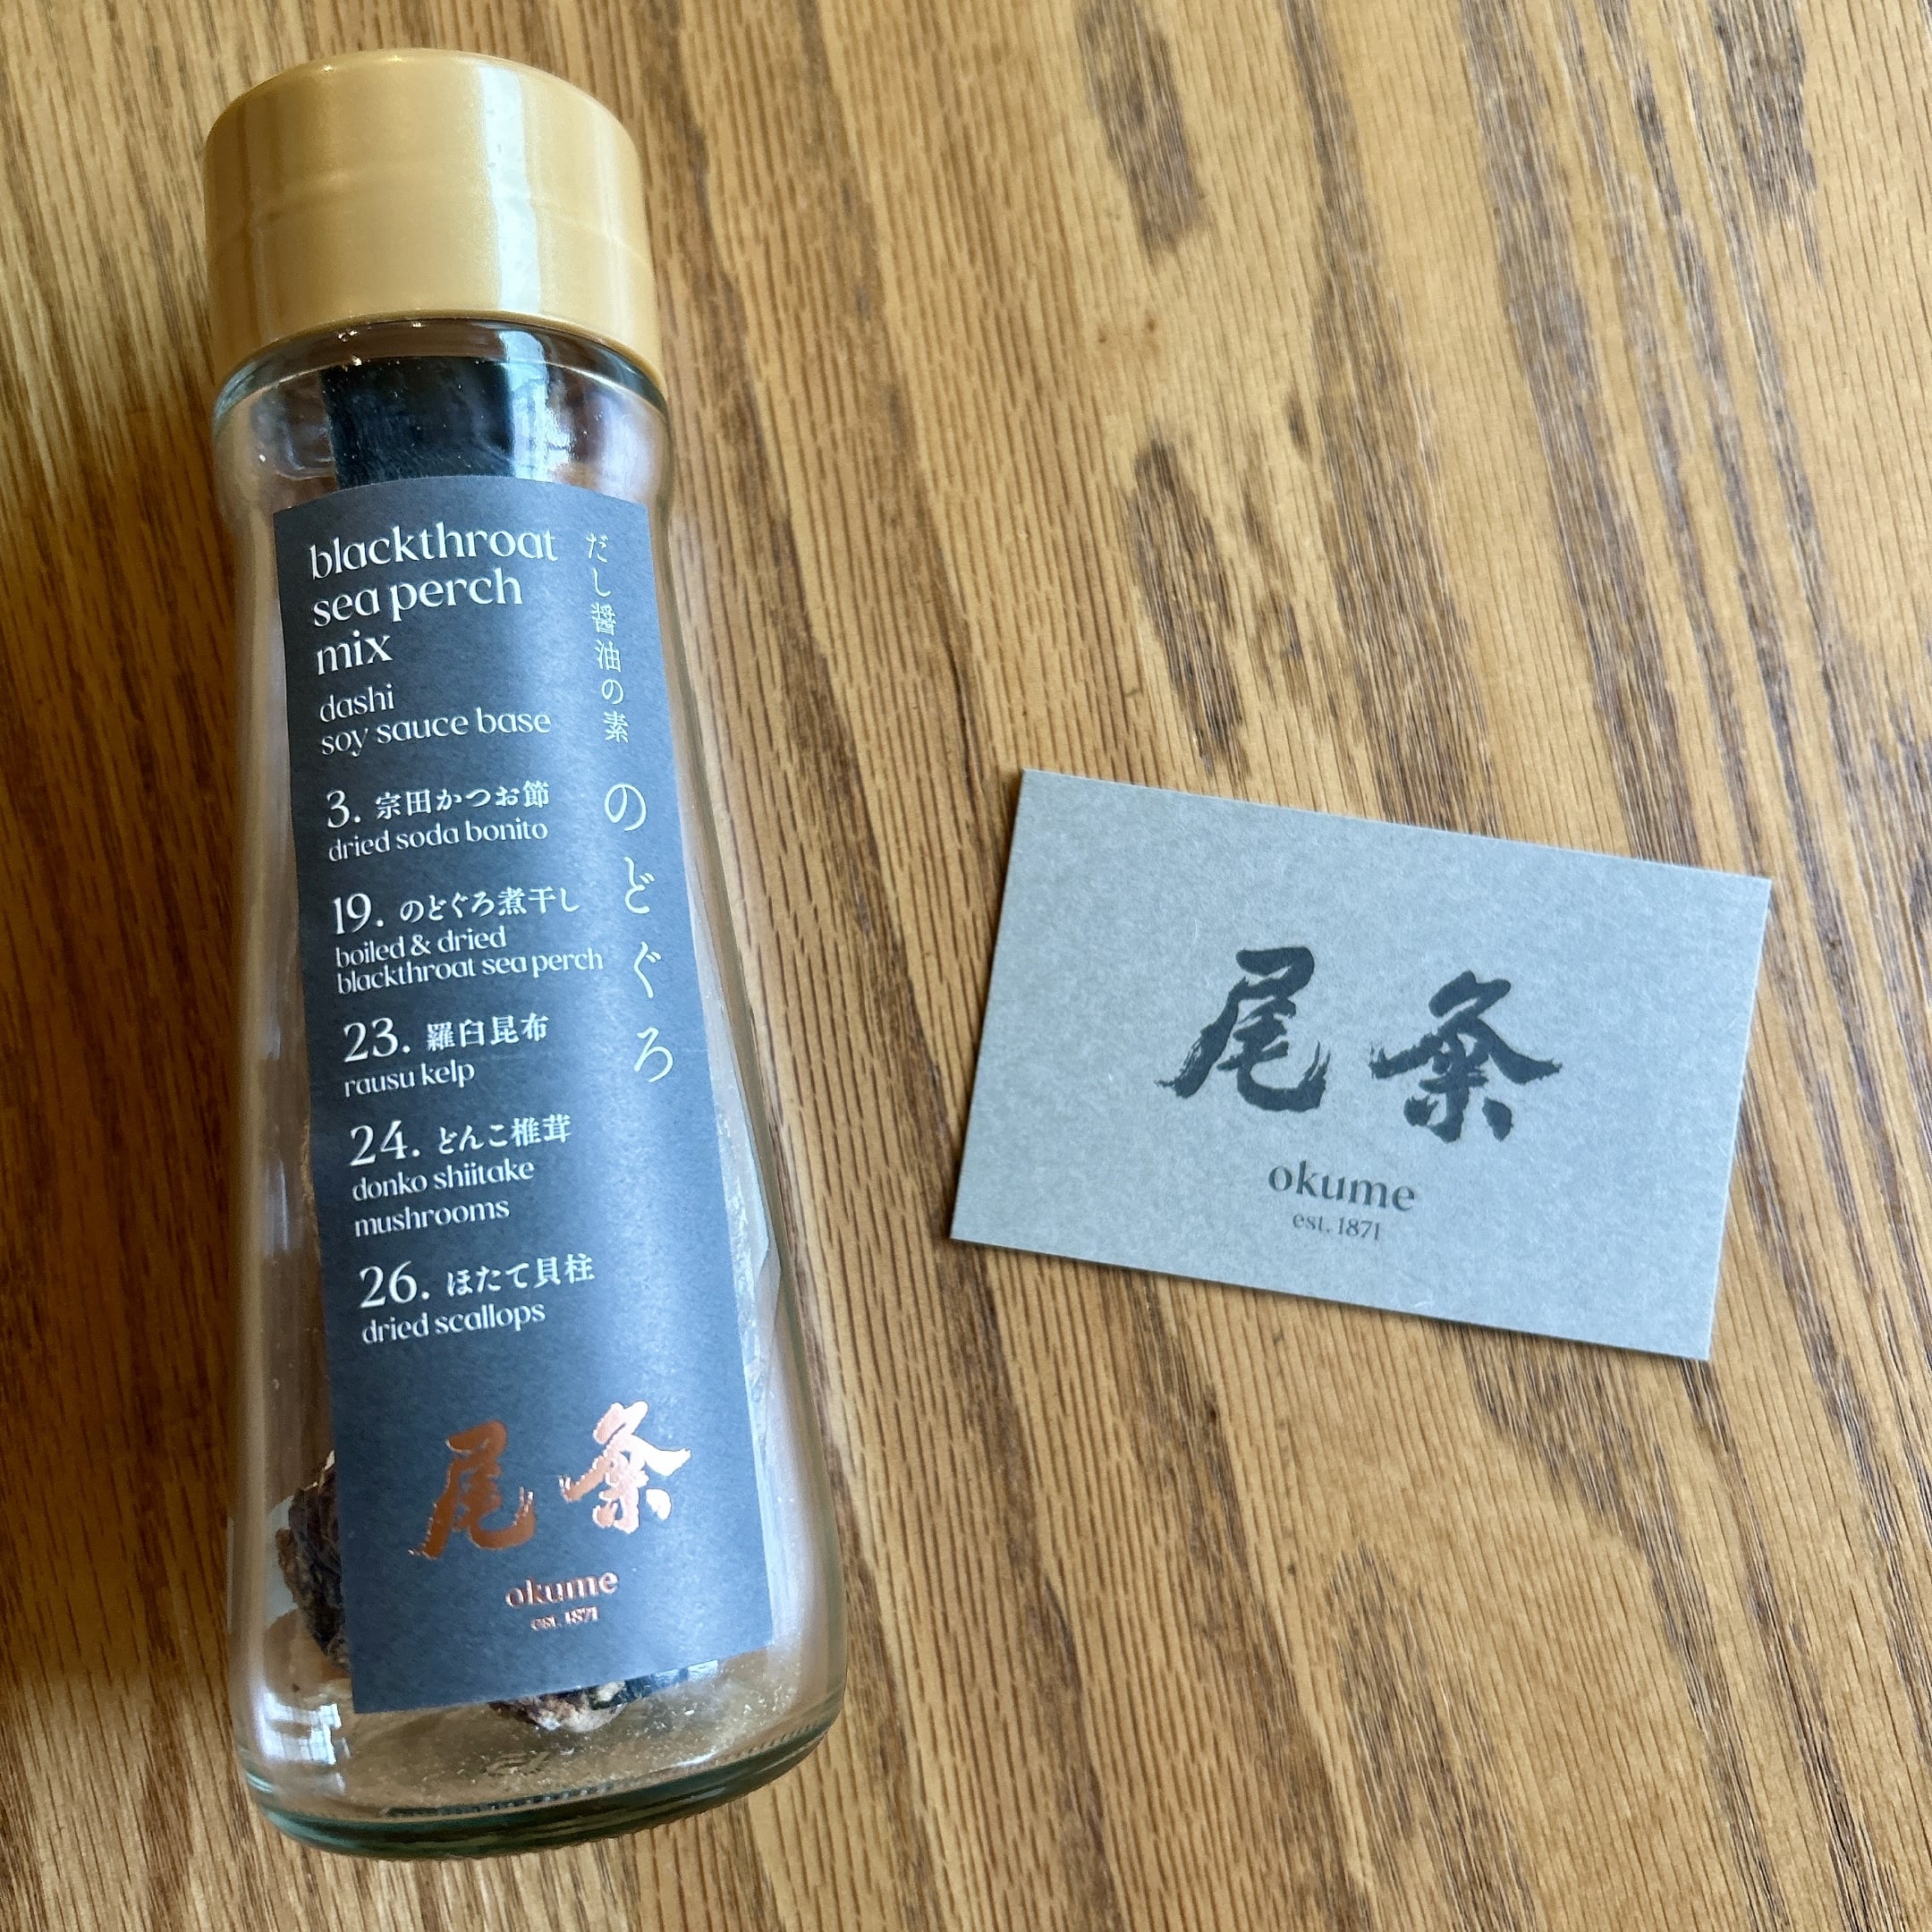 blackthroat
sea perch
mix
dashi
soy sauce base
だし醤油の素
のどぐろ
3. 宗田かつお節
dried soda bonito
19. のどぐろ煮干し
boiled & dried
blackthroat sea perch
23. 羅臼昆布
rausu kelp
24. どんこ椎茸
donko shiitake
mushrooms
26. ほたて貝柱
dried scallops
尾粂
okume
est. 1871
尾粂
okume
est. 1871